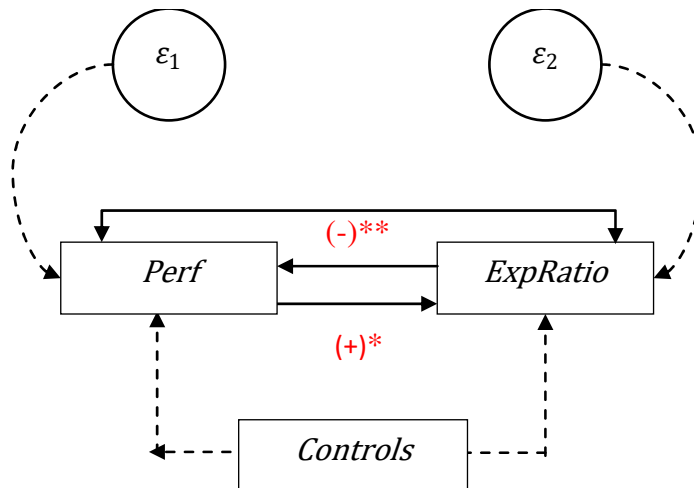 ε1
ε2
(-)**
Perf
ExpRatio
(+)*
Controls